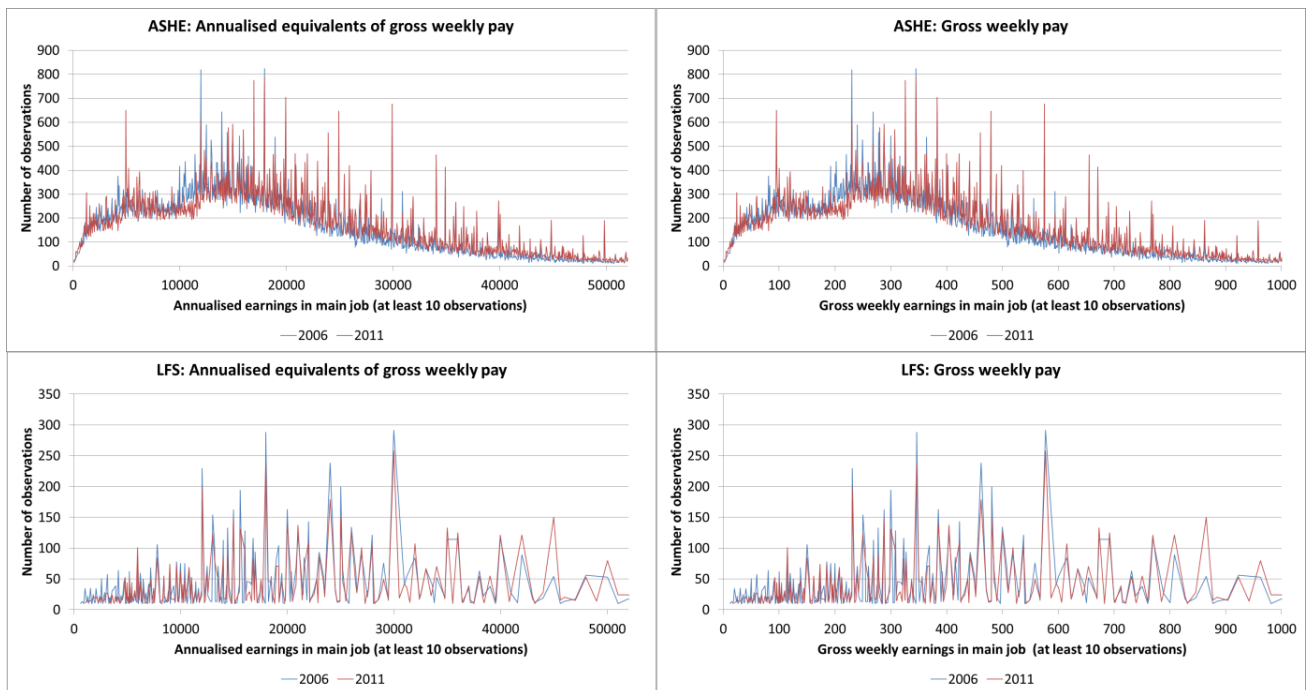 ASHE: Annualised equivalents of gross weekly pay
900
800
700
600
500
400
300
200
100
0
Number of observations
0 10000 20000 30000 40000 50000
Annualised earnings in main job (at least 10 observations)
2006 2011
ASHE: Gross weekly pay
900
800
700
600
500
400
300
200
100
0
Number of observations
0 100 200 300 400 500 600 700 800 900 1000
Gross weekly earnings in main job (at least 10 observations)
2006 2011
LFS: Annualised equivalents of gross weekly pay
350
300
250
200
150
100
50
0
Number of observations
0 10000 20000 30000 40000 50000
Annualised earnings in main job (at least 10 observations)
2006 2011
LFS: Gross weekly pay
350
300
250
200
150
100
50
0
Number of observations
0 100 200 300 400 500 600 700 800 900 1000
Gross weekly earnings in main job (at least 10 observations)
2006 2011